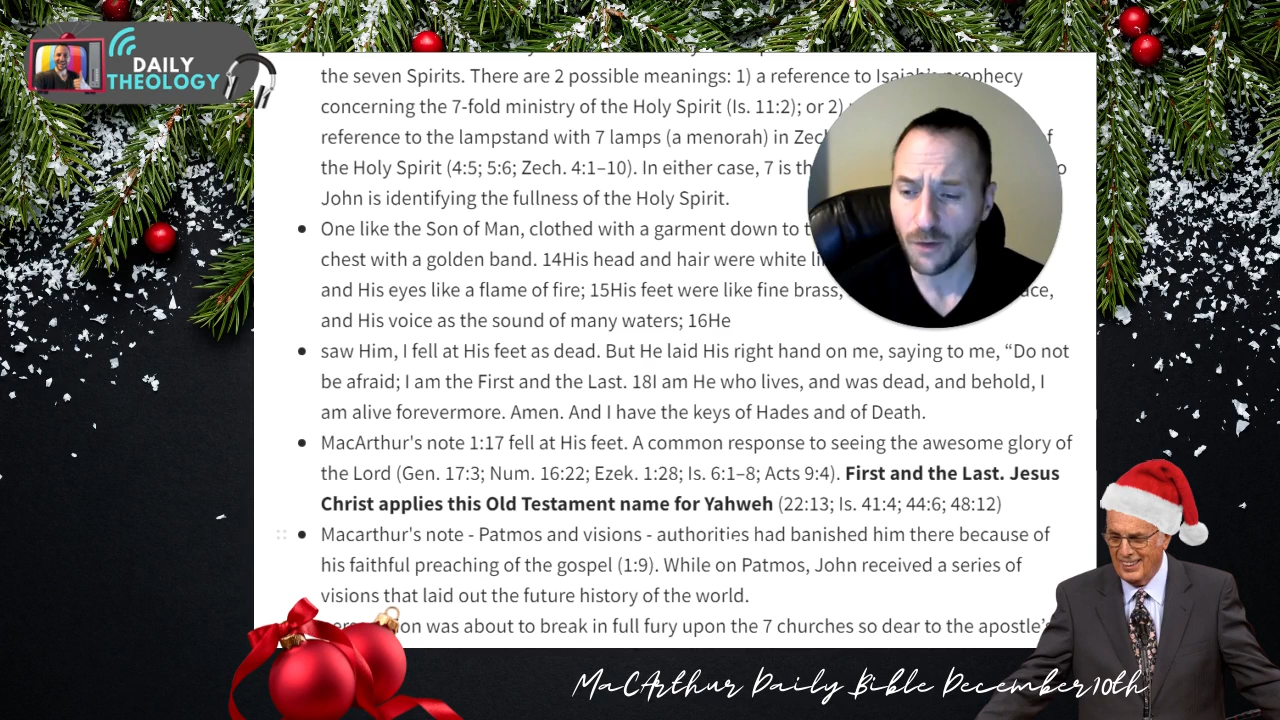 DAILY
THEOLOGY
the seven Spirits. There are 2 possible meanings: 1) a reference to Isaiah's prophecy
concerning the 7-fold ministry of the Holy Spirit (Is. 11:2); or 2)
reference to the lampstand with 7 lamps (a menorah) in Zec
the Holy Spirit (4:5; 5:6; Zech. 4:1–10). In either case, 7 is th
John is identifying the fullness of the Holy Spirit.
• One like the Son of Man, clothed with a garment down to t
chest with a golden band. 14His head and hair were white li
and His eyes like a flame of fire; 15His feet were like fine brass,
and His voice as the sound of many waters; 16He
• saw Him, I fell at His feet as dead. But He laid His right hand on me, saying to me, “Do not
be afraid; I am the First and the Last. 18I am He who lives, and was dead, and behold, I
am alive forevermore. Amen. And I have the keys of Hades and of Death.
• MacArthur's note 1:17 fell at His feet. A common response to seeing the awesome glory of
the Lord (Gen. 17:3; Num. 16:22; Ezek. 1:28; Is. 6:1–8; Acts 9:4). First and the Last. Jesus
Christ applies this Old Testament name for Yahweh (22:13; Is. 41:4; 44:6; 48:12)
• Macarthur's note - Patmos and visions - authorities had banished him there because of
his faithful preaching of the gospel (1:9). While on Patmos, John received a series of
visions that laid out the future history of the world.
was about to break in full fury upon the 7 churches so dear to the apostle’
MacArthur Daily Bible December10th